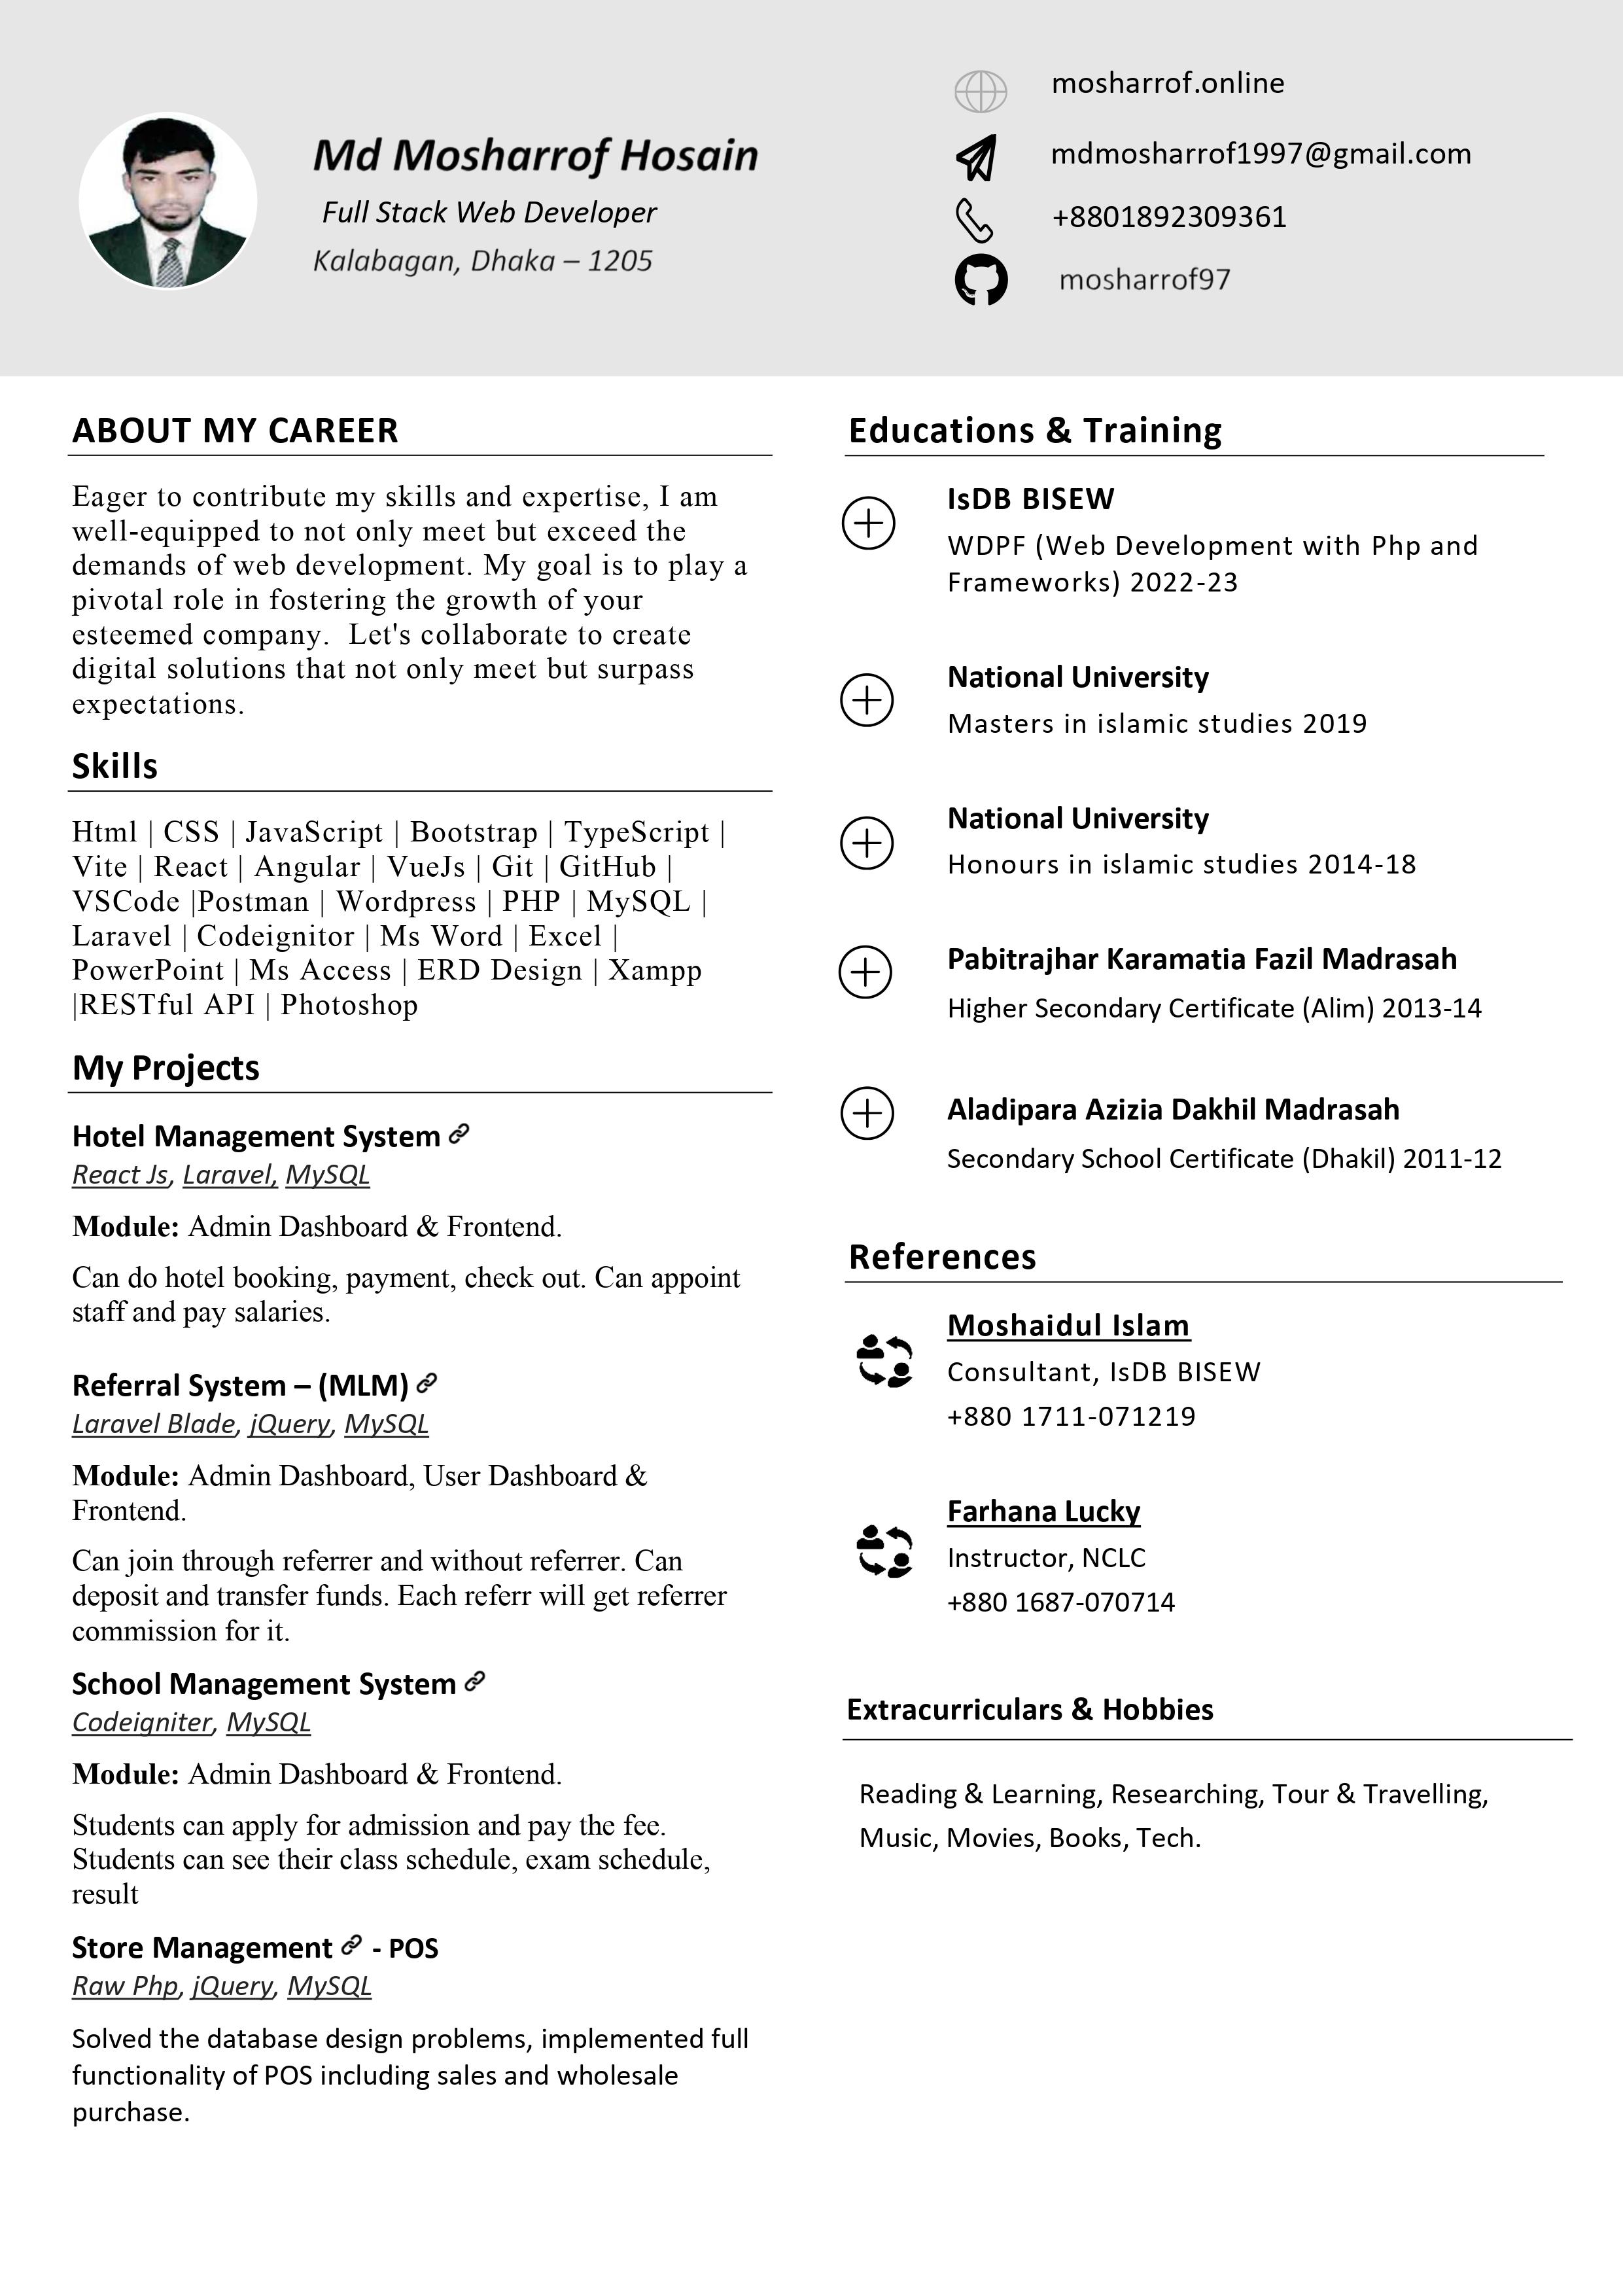 Md Mosharrof Hosain
Full Stack Web Developer
Kalabagan, Dhaka – 1205
mosharrof.online
mdmosharrof1997@gmail.com
+8801892309361
mosharrof97
ABOUT MY CAREER
Eager to contribute my skills and expertise, I am
well-equipped to not only meet but exceed the
demands of web development. My goal is to play a
pivotal role in fostering the growth of your
esteemed company.  Let's collaborate to create
digital solutions that not only meet but surpass
expectations.
Skills
Html | CSS | JavaScript | Bootstrap | TypeScript |
Vite | React | Angular | VueJs | Git | GitHub |
VSCode |Postman | Wordpress | PHP | MySQL |
Laravel | Codeignitor | Ms Word | Excel |
PowerPoint | Ms Access | ERD Design | Xampp
|RESTful API | Photoshop
My Projects
Hotel Management System
React Js, Laravel, MySQL
Module: Admin Dashboard & Frontend.
Can do hotel booking, payment, check out. Can appoint
staff and pay salaries.
Referral System – (MLM)
Laravel Blade, jQuery, MySQL
Module: Admin Dashboard, User Dashboard &
Frontend.
Can join through referrer and without referrer. Can
deposit and transfer funds. Each referr will get referrer
commission for it.
School Management System
Codeigniter, MySQL
Module: Admin Dashboard & Frontend.
Students can apply for admission and pay the fee.
Students can see their class schedule, exam schedule,
result
Store Management - POS
Raw Php, jQuery, MySQL
Solved the database design problems, implemented full
functionality of POS including sales and wholesale
purchase.
Educations & Training
IsDB BISEW
WDPF (Web Development with Php and
Frameworks) 2022-23
National University
Masters in islamic studies 2019
National University
Honours in islamic studies 2014-18
Pabitrajhar Karamatia Fazil Madrasah
Higher Secondary Certificate (Alim) 2013-14
Aladipara Azizia Dakhil Madrasah
Secondary School Certificate (Dhakil) 2011-12
References
Moshaidul Islam
Consultant, IsDB BISEW
+880 1711-071219
Farhana Lucky
Instructor, NCLC
+880 1687-070714
Extracurriculars & Hobbies
Reading & Learning, Researching, Tour & Travelling,
Music, Movies, Books, Tech.